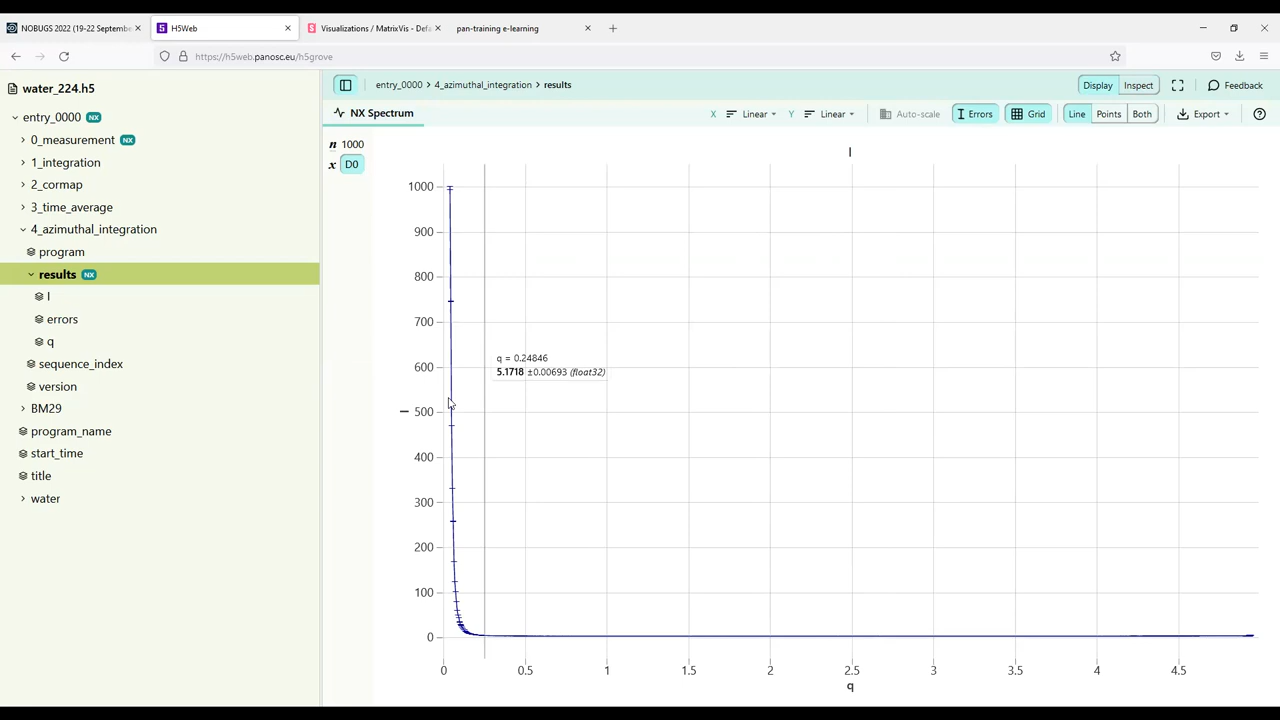 NOBUGS 2022 (19-22 Septembe
H5Web
Visualizations / MatrixVis - Defa
pan-training e-learning
https://h5web.panosc.eu/h5grove
water_224.h5
entry_0000 NX
0_measurement NX
1_integration
2_cormap
3_time_average
4_azimuthal_integration
program
results NX
I
errors
q
sequence_index
version
BM29
program_name
start_time
title
water
entry_0000 › 4_azimuthal_integration › results
Display Inspect
Feedback
NX Spectrum
X Linear
Y Linear
Auto-scale
Errors
Grid
Line Points Both
Export
n 1000
x D0
I
1000
900
800
700
600
500
400
300
200
100
0
I
q = 0.24846
5.1718 ±0.00693 (float32)
0 0.5 1 1.5 2 2.5 3 3.5 4 4.5
q